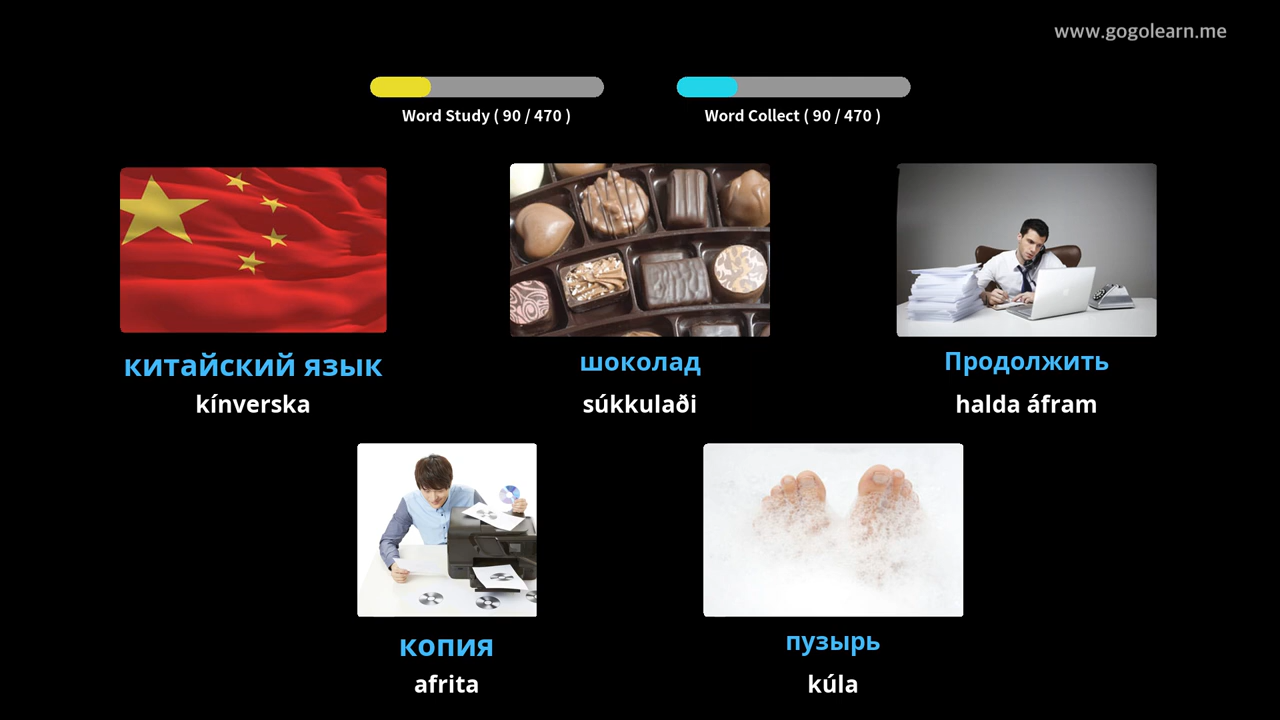 www.gogolearn.me
Word Study ( 90 / 470 )
Word Collect ( 90 / 470 )
китайский язык
kínverska
шоколад
súkkulaði
Продолжить
halda áfram
копия
afrita
пузырь
kúla